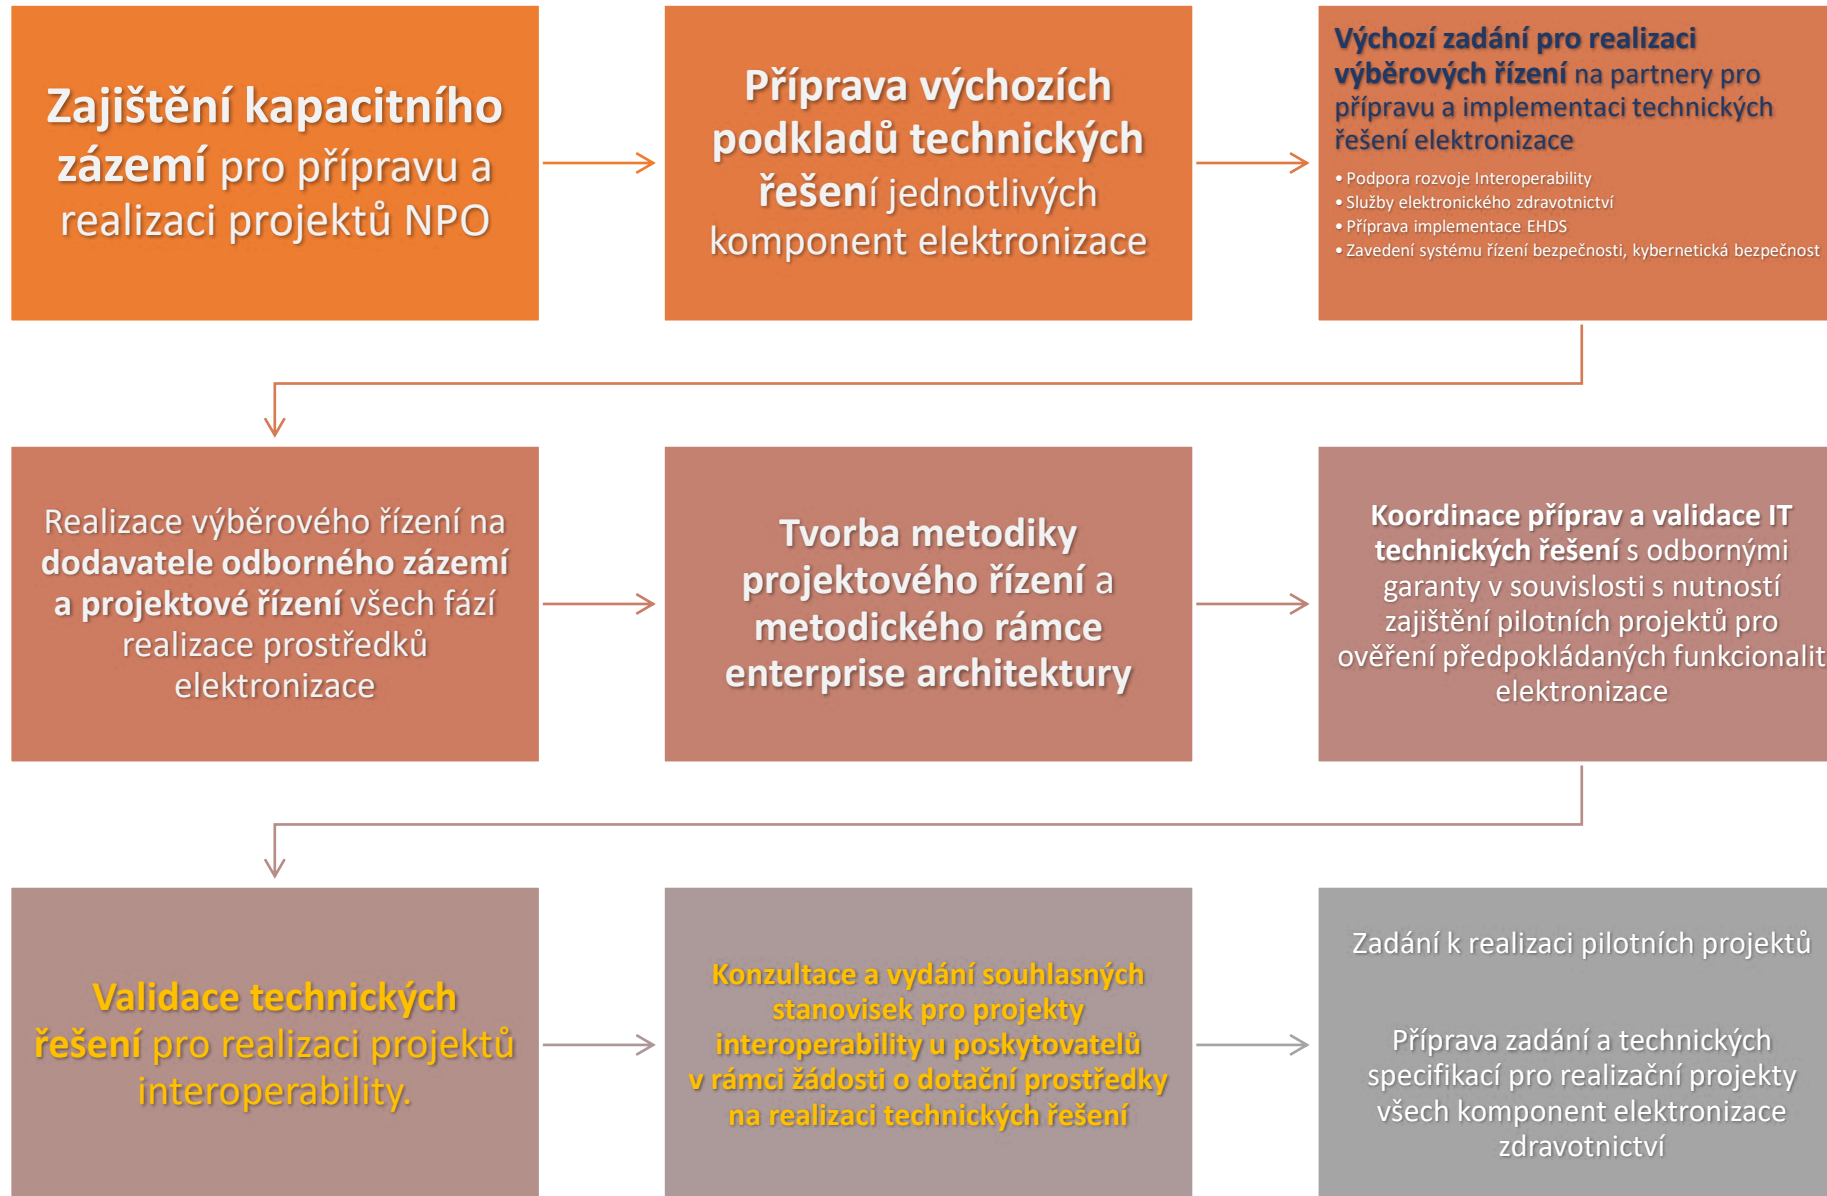 Zajištění kapacitního
zázemí pro přípravu a
realizaci projektů NPO
Příprava výchozích
podkladů technických
řešení jednotlivých
komponent elektronizace
Výchozí zadání pro realizaci
výběrových řízení na partnery pro
přípravu a implementaci technických
řešení elektronizace
• Podpora rozvoje Interoperability
• Služby elektronického zdravotnictví
• Příprava implementace EHDS
• Zavedení systému řízení bezpečnosti, kybernetická bezpečnost
Realizace výběrového řízení na
dodavatele odborného zázemí
a projektové řízení všech fází
realizace prostředků
elektronizace
Tvorba metodiky
projektového řízení a
metodického rámce
enterprise architektury
Koordinace příprav a validace IT
technických řešení s odbornými
garanty v souvislosti s nutností
zajištění pilotních projektů pro
ověření předpokládaných funkcionalit
elektronizace
Validace technických
řešení pro realizaci projektů
interoperability.
Konzultace a vydání souhlasných
stanovisek pro projekty
interoperability u poskytovatelů
v rámci žádosti o dotační prostředky
na realizaci technických řešení
Zadání k realizaci pilotních projektů
Příprava zadání a technických
specifikací pro realizační projekty
všech komponent elektronizace
zdravotnictví